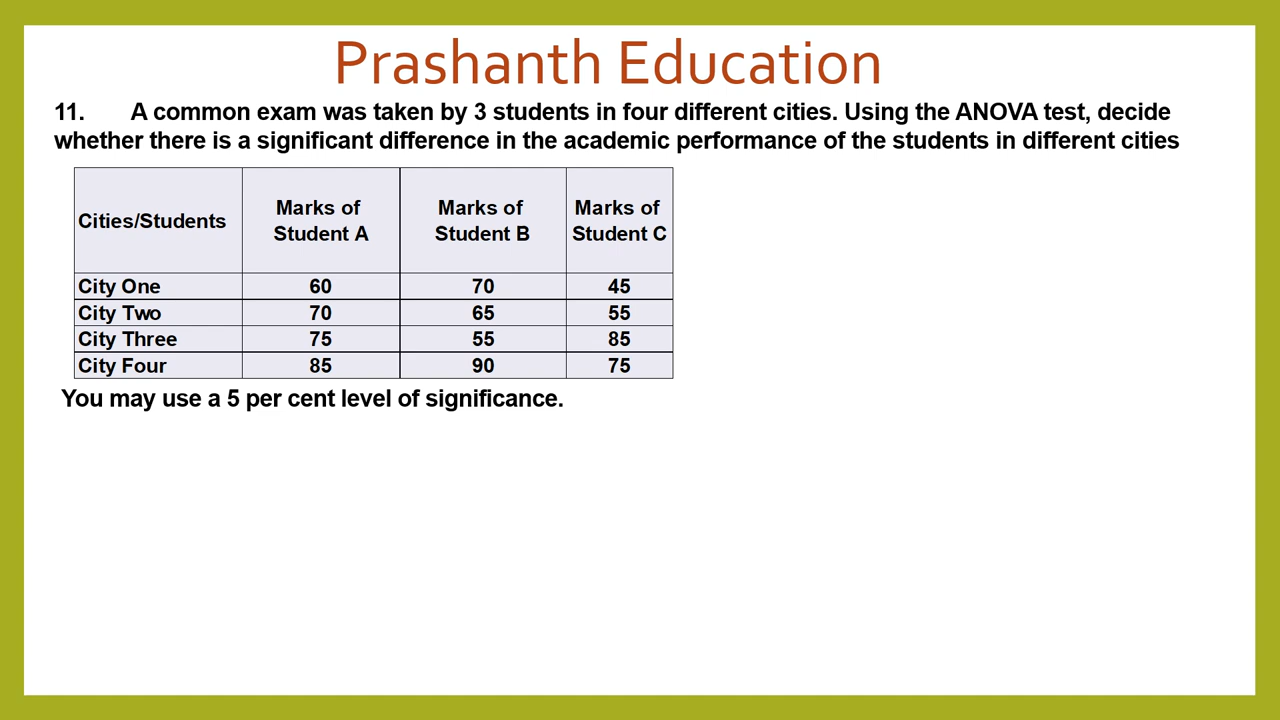 Prashanth Education
11. A common exam was taken by 3 students in four different cities. Using the ANOVA test, decide
whether there is a significant difference in the academic performance of the students in different cities
Cities/Students Marks of Student A Marks of Student B Marks of Student C
City One 60 70 45
City Two 70 65 55
City Three 75 55 85
City Four 85 90 75
You may use a 5 per cent level of significance.